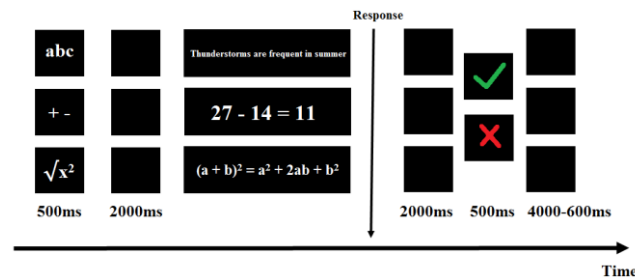 Response
abc
Thunderstorms are frequent in summer
+ -
27 - 14 = 11
√x²
(a + b)² = a² + 2ab + b²
500ms 2000ms 2000ms 500ms 4000-600ms
Time